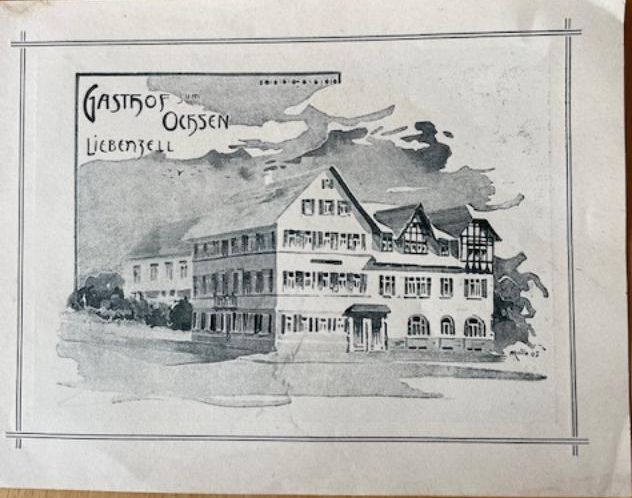 Gasthof zum
Ochsen
Liebenzell